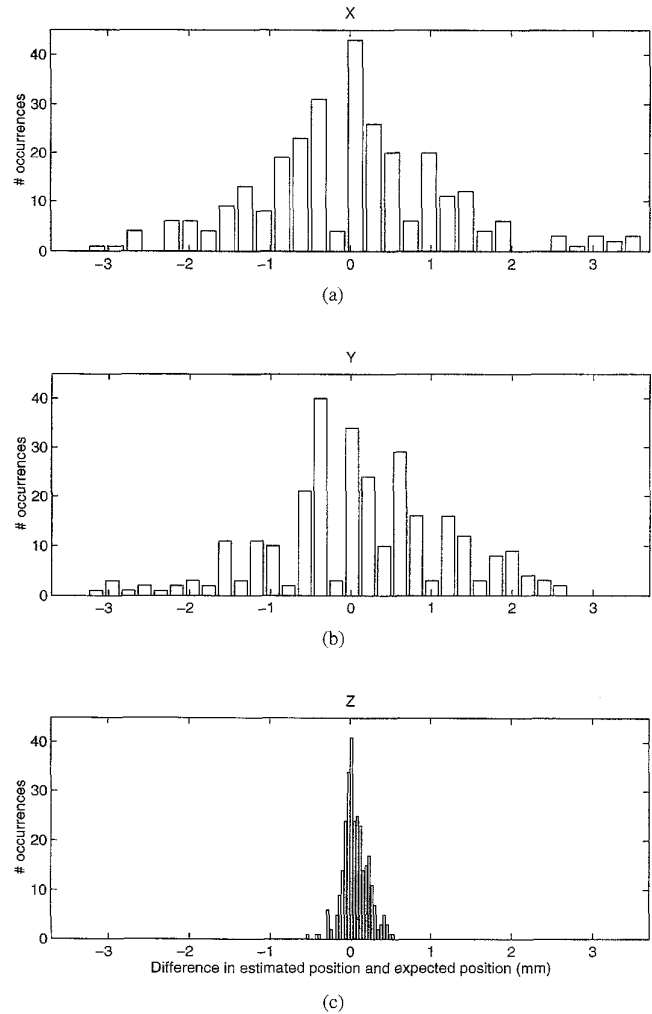 X
40
30
20
10
0
# occurrences
−3 −2 −1 0 1 2 3
(a)
Y
40
30
20
10
0
# occurrences
−3 −2 −1 0 1 2 3
(b)
Z
40
30
20
10
0
# occurrences
−3 −2 −1 0 1 2 3
Difference in estimated position and expected position (mm)
(c)